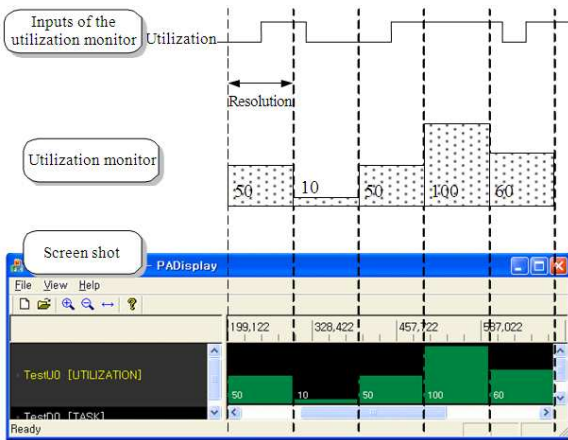 Inputs of the
utilization monitor
Utilization
Resolution
Utilization monitor
50
10
50
100
60
Screen shot
- PADisplay
File View Help
199,122
328,422
457,722
587,022
TestU0 [UTILIZATION]
50
10
50
100
60
TestD0 [TASK]
Ready